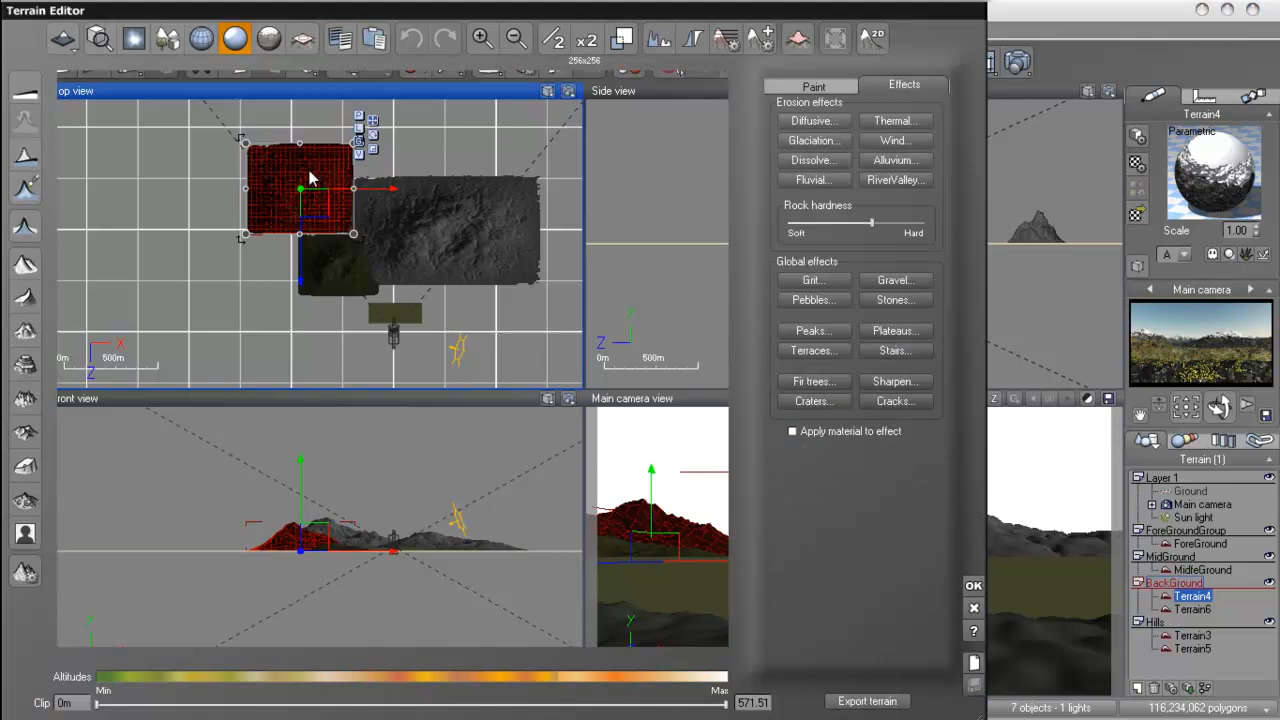 Terrain Editor
2D
256x256
op view
Side view
Paint
Effects
Erosion effects
Diffusive...
Thermal...
Glaciation...
Wind...
Dissolve...
Alluvium...
Fluvial...
RiverValley...
Rock hardness
Soft
Hard
Global effects
Grit...
Gravel...
Pebbles...
Stones...
Peaks...
Plateaus...
Terraces...
Stairs...
Fir trees...
Sharpen...
Craters...
Cracks...
Apply material to effect
P
L
V
X
Z
0m 500m
Y
Z
0m 500m
ront view
Main camera view
y
y
OK
?
Altitudes
Min
Max
Clip
0m
571.51
Export terrain
Terrain4
Parametric
Scale
1.00
A
Main camera
Z
Terrain (1)
Layer 1
Ground
Main camera
Sun light
ForeGroundGroup
ForeGround
MidGround
MidfeGround
BackGround
Terrain4
Terrain6
Hills
Terrain3
Terrain5
7 objects - 1 lights
116,234,062 polygons